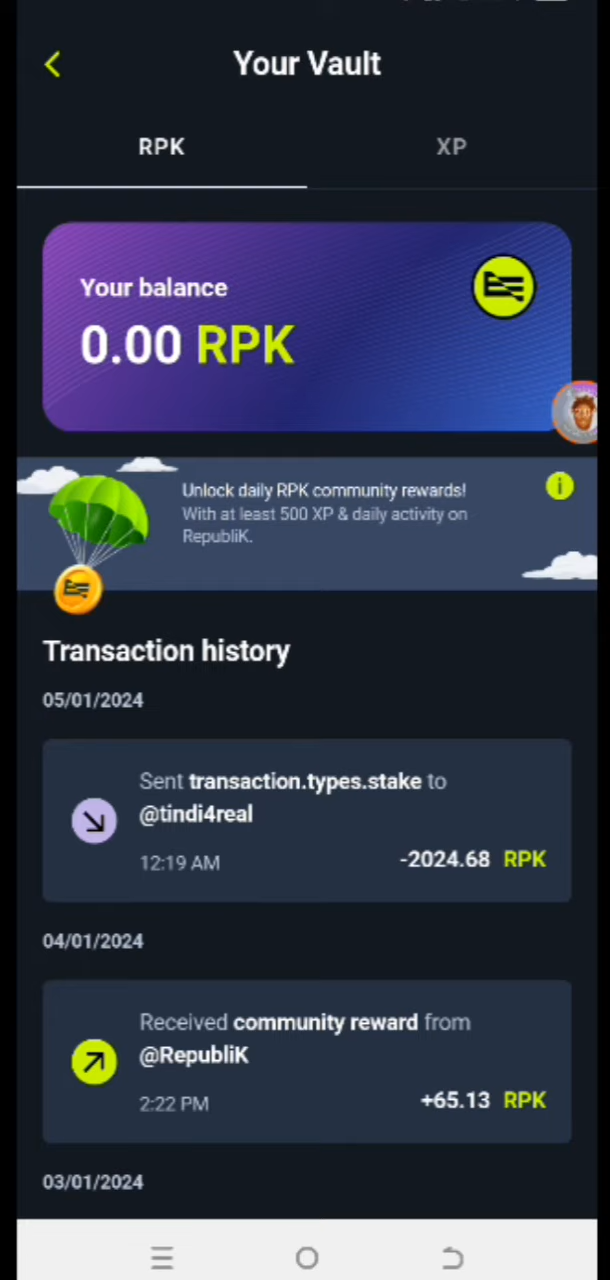 Your Vault
RPK XP
Your balance
0.00 RPK
Unlock daily RPK community rewards!
With at least 500 XP & daily activity on
RepubliK.
Transaction history
05/01/2024
Sent transaction.types.stake to
@tindi4real
12:19 AM -2024.68 RPK
04/01/2024
Received community reward from
@RepubliK
2:22 PM +65.13 RPK
03/01/2024